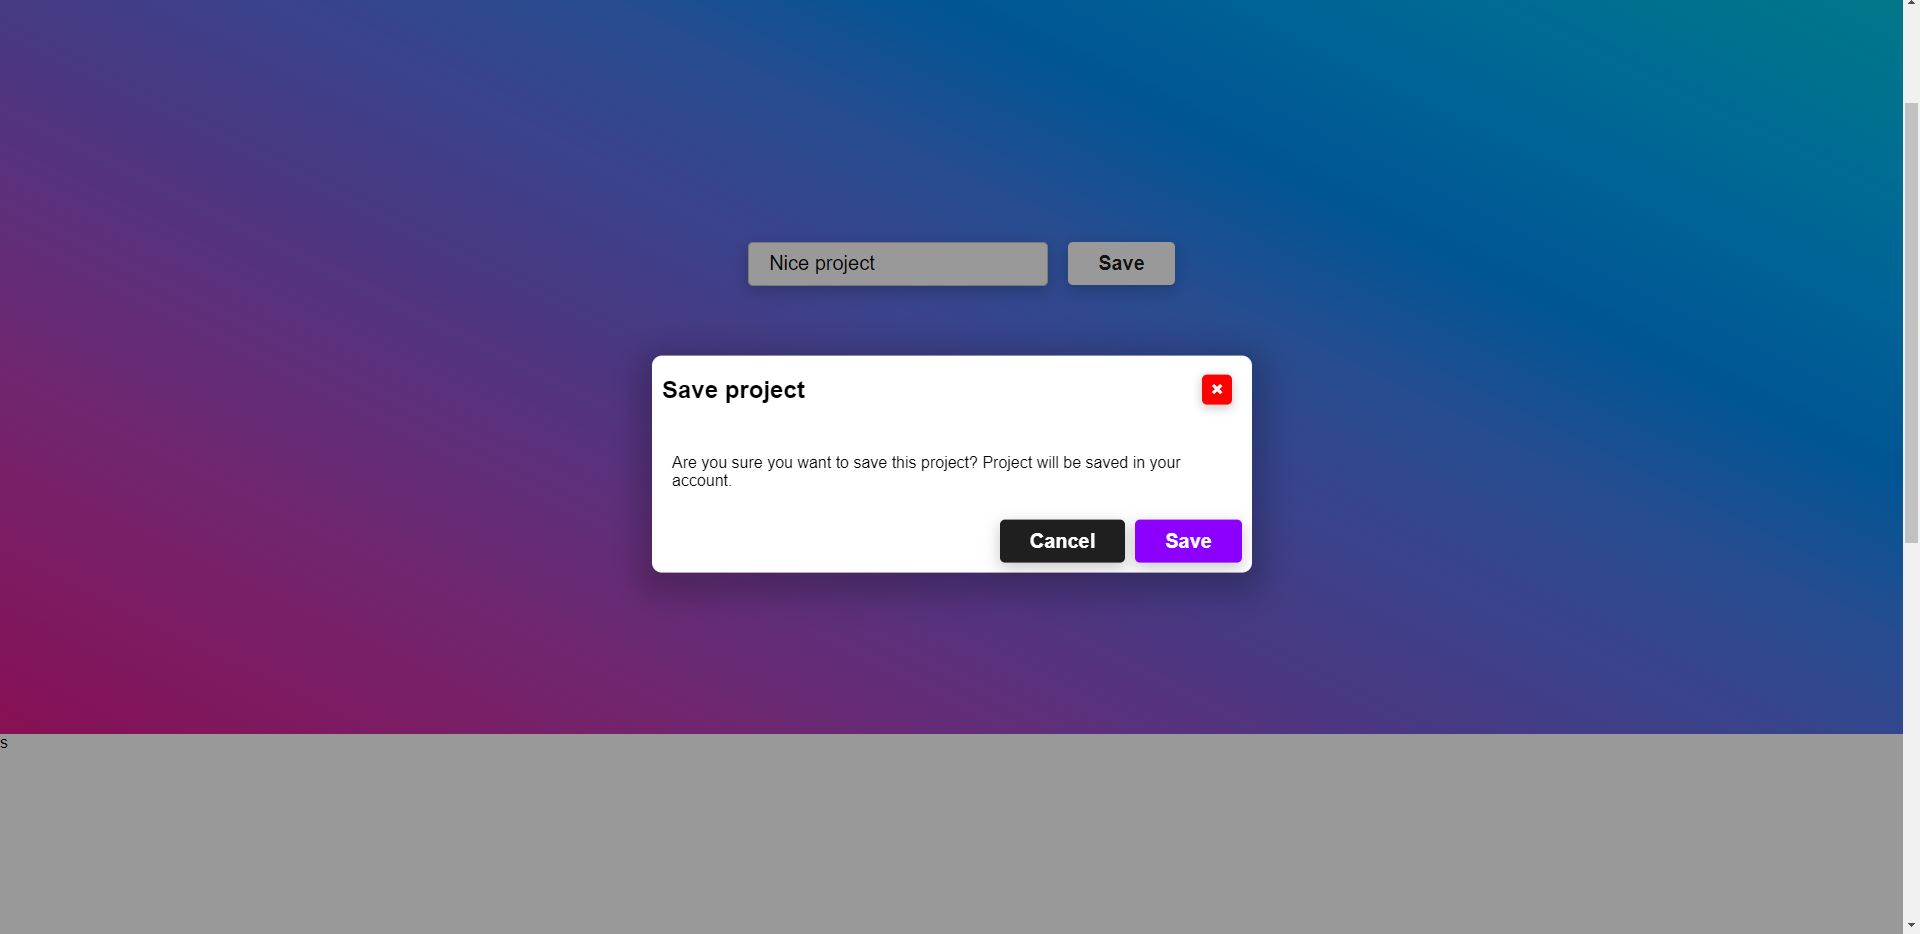 Nice project Save
Save project
Are you sure you want to save this project? Project will be saved in your
account.
Cancel Save
s